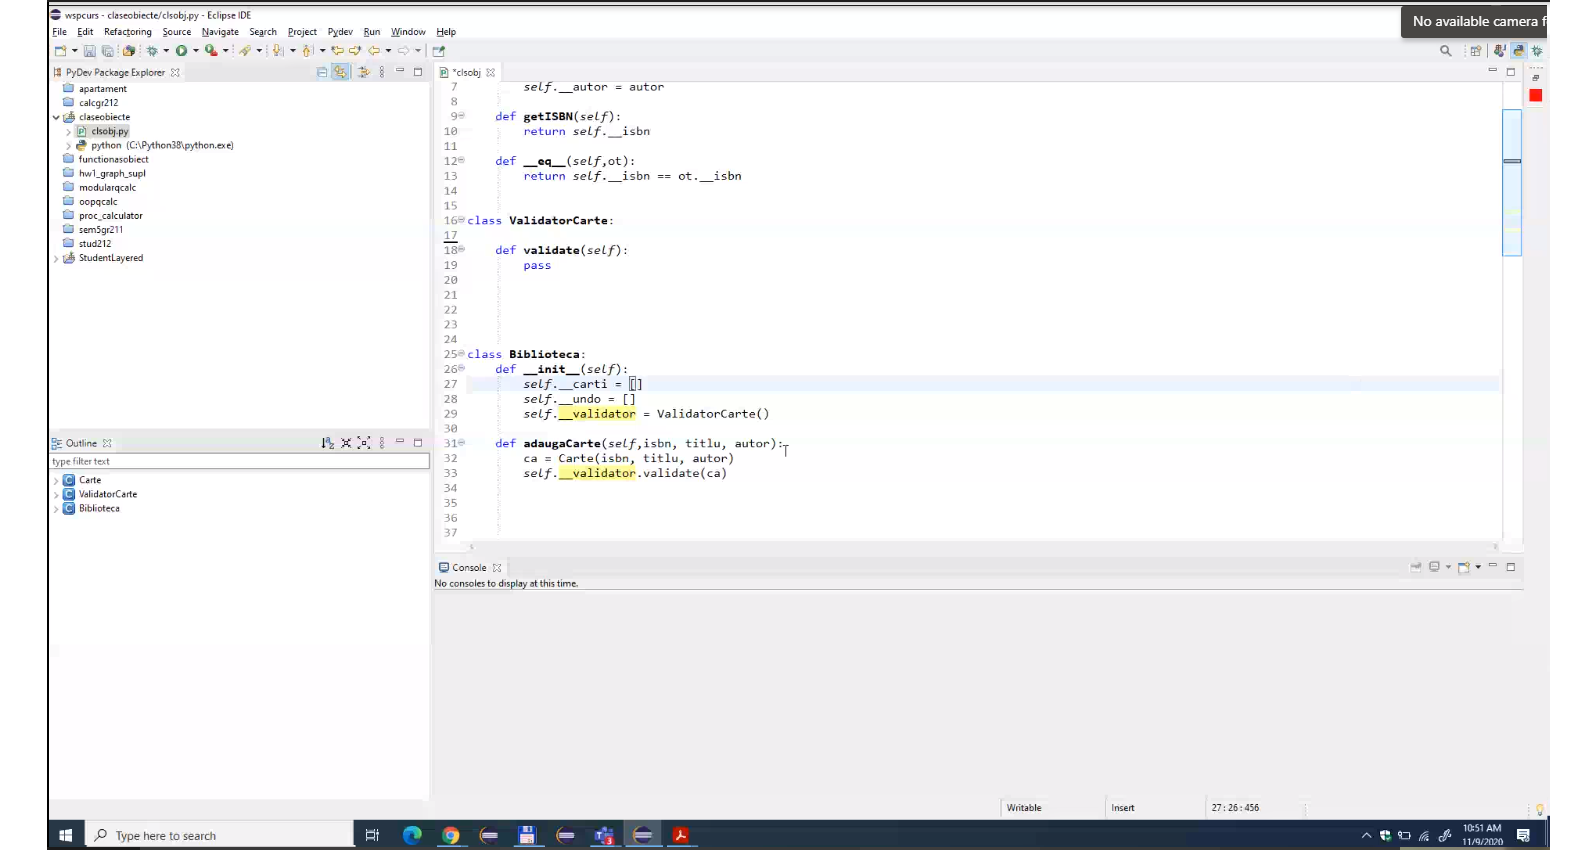 wspcurs - claseobiecte/clsobj.py - Eclipse IDE
No available camera f
File Edit Refactoring Source Navigate Search Project Pydev Run Window Help
PyDev Package Explorer
apartament
calcgr212
claseobiecte
clsobj.py
python (C:\Python38\python.exe)
functionasobiect
hw1_graph_supl
modularqcalc
oopqcalc
proc_calculator
sem5gr211
stud212
StudentLayered
Outline
type filter text
Carte
ValidatorCarte
Biblioteca
*clsobj
7 self.__autor = autor
8
9 def getISBN(self):
10 return self.__isbn
11
12 def __eq__(self,ot):
13 return self.__isbn == ot.__isbn
14
15
16 class ValidatorCarte:
17
18 def validate(self):
19 pass
20
21
22
23
24
25 class Biblioteca:
26 def __init__(self):
27 self.__carti = []
28 self.__undo = []
29 self.__validator = ValidatorCarte()
30
31 def adaugaCarte(self,isbn, titlu, autor):
32 ca = Carte(isbn, titlu, autor)
33 self.__validator.validate(ca)
34
35
36
37
Console
No consoles to display at this time.
Writable Insert 27 : 26 : 456
Type here to search
10:51 AM
11/9/2020